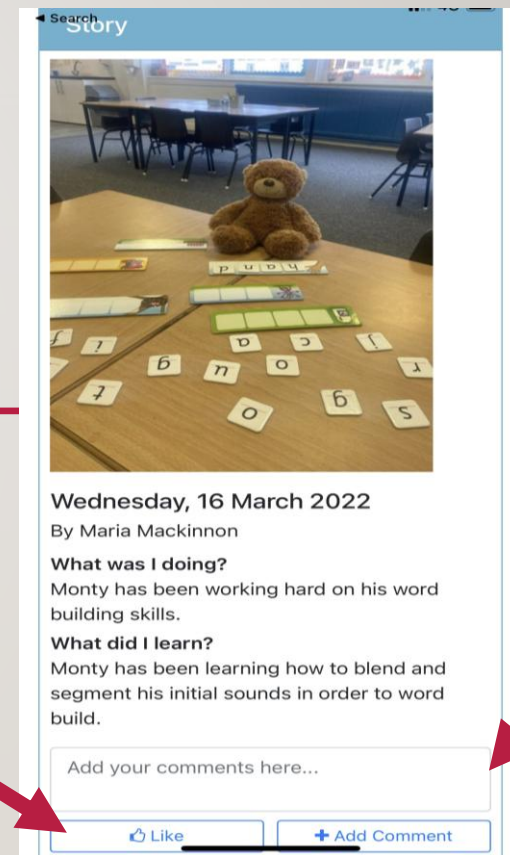 Search
Story
hand
Wednesday, 16 March 2022
By Maria Mackinnon
What was I doing?
Monty has been working hard on his word
building skills.
What did I learn?
Monty has been learning how to blend and
segment his initial sounds in order to word
build.
Add your comments here...
Like
+ Add Comment